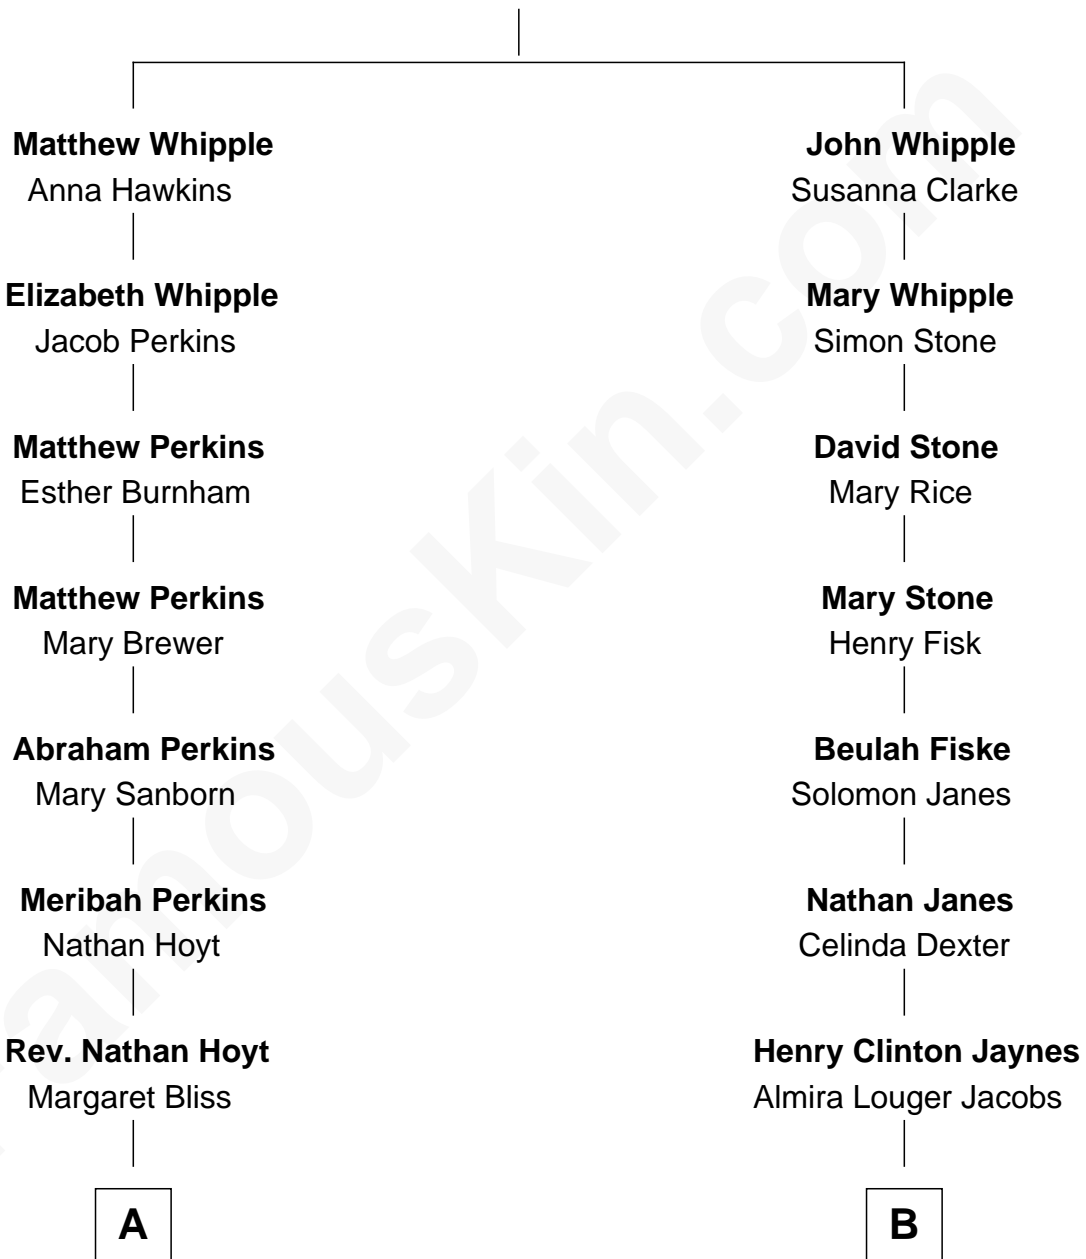 Matthew Whipple
Anna Hawkins
Elizabeth Whipple
Jacob Perkins
Matthew Perkins
Esther Burnham
Matthew Perkins
Mary Brewer
Abraham Perkins
Mary Sanborn
Meribah Perkins
Nathan Hoyt
Rev. Nathan Hoyt
Margaret Bliss
A
John Whipple
Susanna Clarke
Mary Whipple
Simon Stone
David Stone
Mary Rice
Mary Stone
Henry Fisk
Beulah Fiske
Solomon Janes
Nathan Janes
Celinda Dexter
Henry Clinton Jaynes
Almira Louger Jacobs
B
FamousKin.com